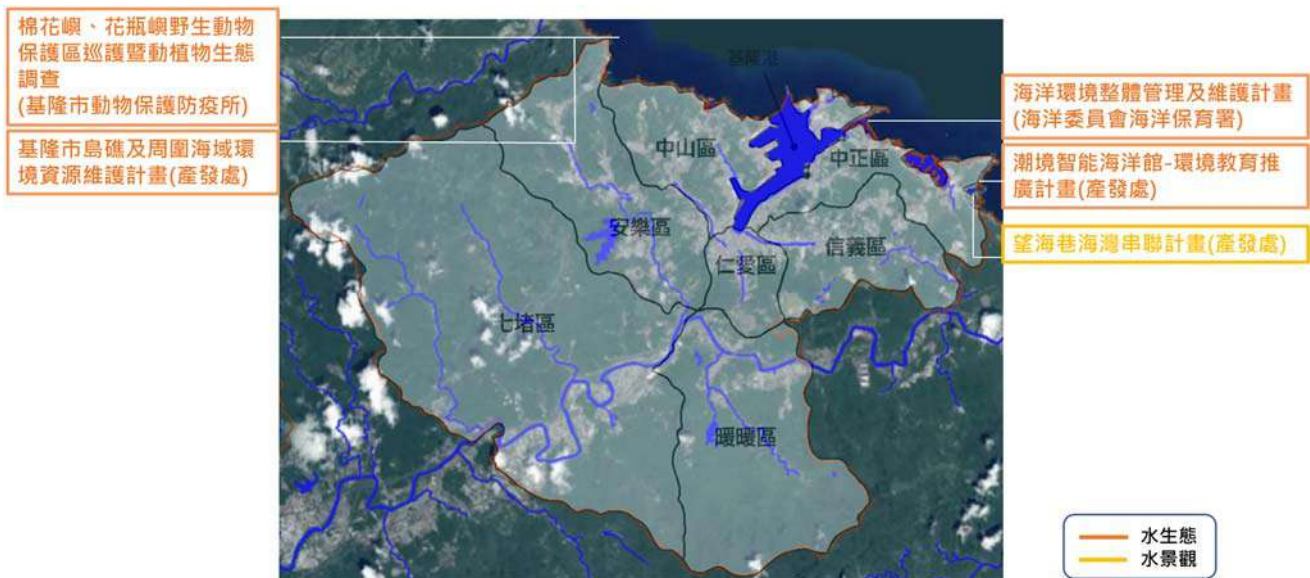 棉花嶼、花瓶嶼野生動物
保護區巡護暨動植物生態
調查
(基隆市動物保護防疫所)
基隆市島礁及周圍海域環
境資源維護計畫(產發處)
基隆港
中山區
中正區
安樂區
仁愛區
信義區
七堵區
暖暖區
海洋環境整體管理及維護計畫
(海洋委員會海洋保育署)
潮境智能海洋館-環境教育推
廣計畫(產發處)
望海巷海灣串聯計畫(產發處)
水生態
水景觀